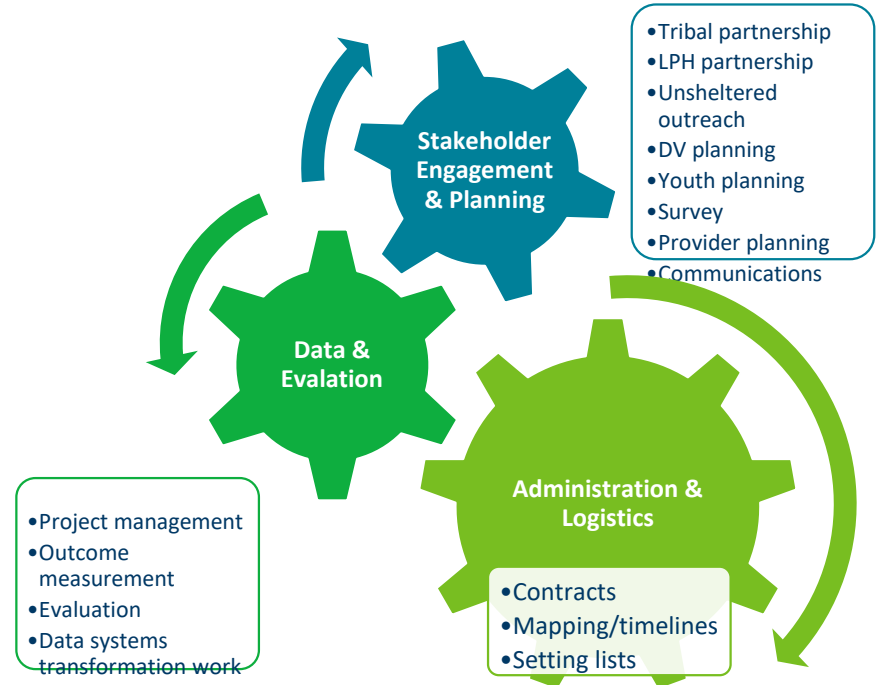 •Tribal partnership
•LPH partnership
•Unsheltered
outreach
•DV planning
•Youth planning
•Survey
•Provider planning
•Communications
Stakeholder
Engagement
& Planning
Data &
Evalation
Administration &
Logistics
•Project management
•Outcome
measurement
•Evaluation
•Data systems
transformation work
•Contracts
•Mapping/timelines
•Setting lists